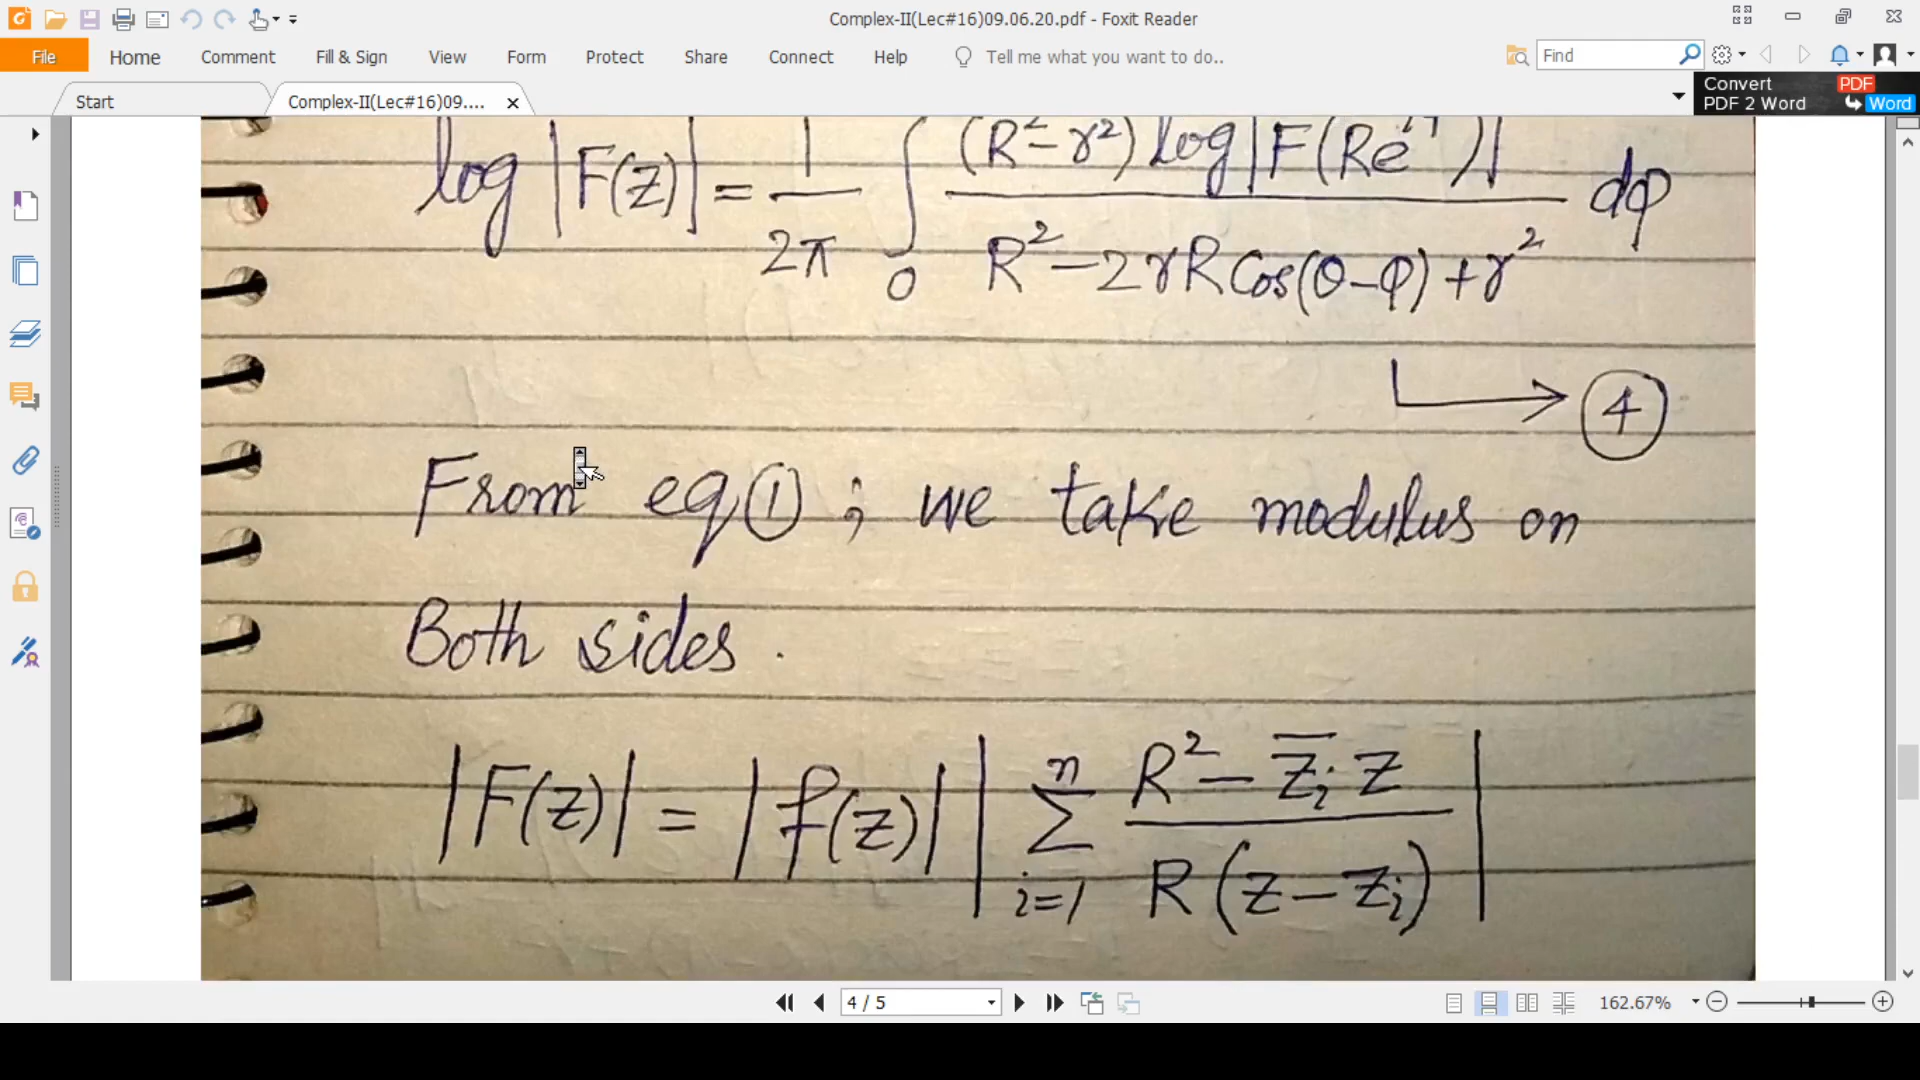 Complex-II(Lec#16)09.06.20.pdf - Foxit Reader
File Home Comment Fill & Sign View Form Protect Share Connect Help Tell me what you want to do.. Find
Start Complex-II(Lec#16)09.... Convert PDF
PDF 2 Word Word
log |F(z)| = 1/2π ∫₀ (R²-r²) log|F(Re )| / R²-2rRCos(θ-φ)+r² dφ
4
From eq 1 ; we take modulus on
Both sides .
|F(z)| = |f(z)| | n Σ i=1 R² - z̄ᵢ z / R(z-zᵢ) |
4 / 5 162.67%